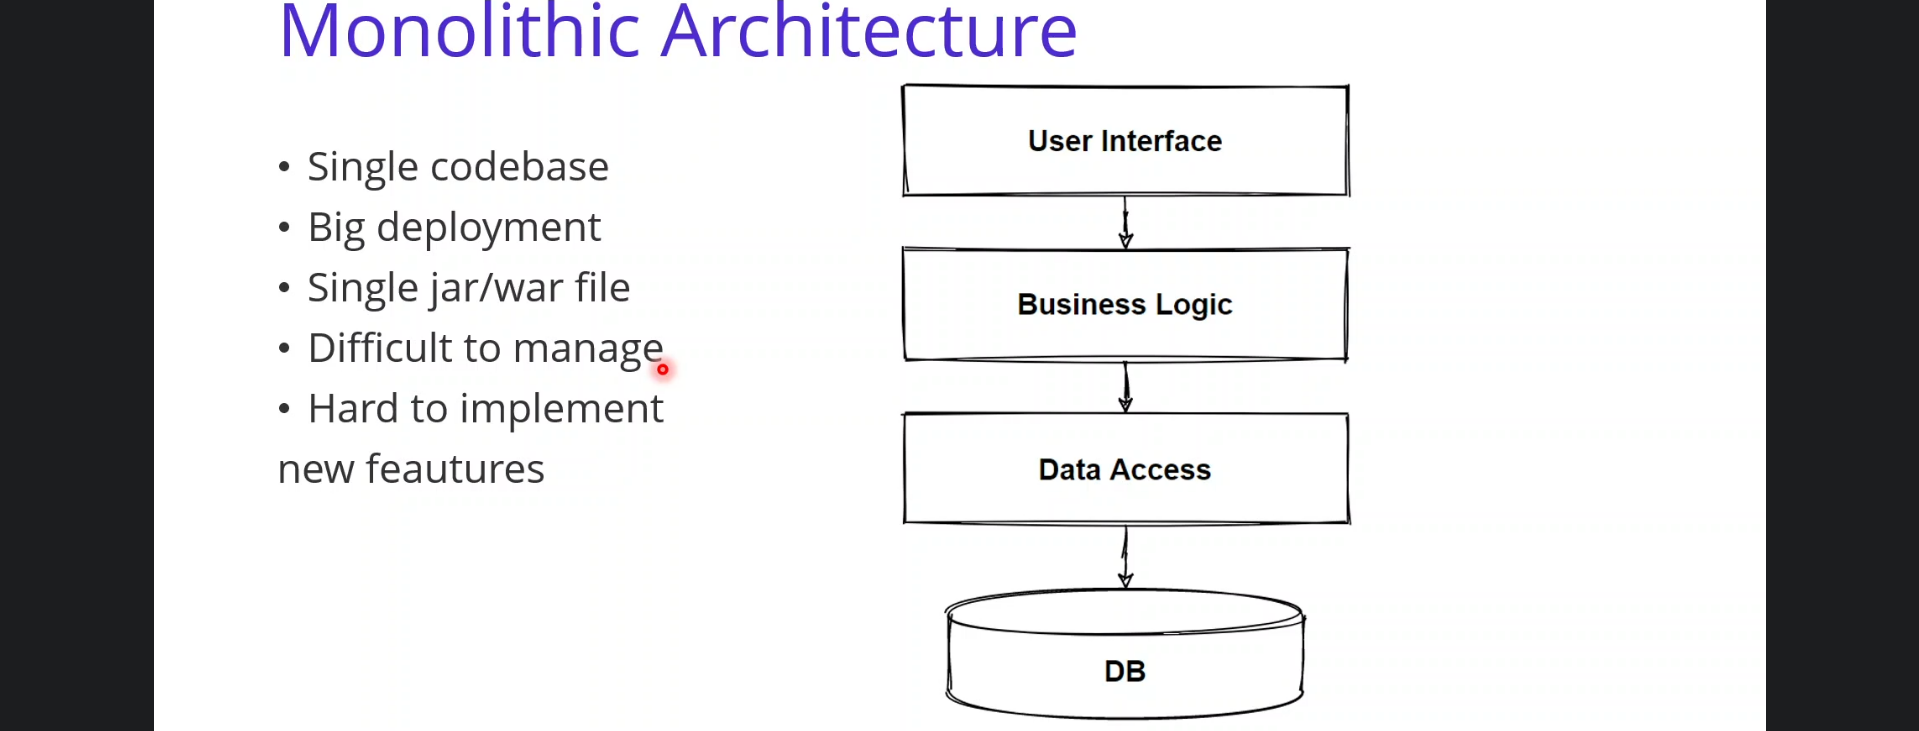 Monolithic Architecture
• Single codebase
• Big deployment
• Single jar/war file
• Difficult to manage
• Hard to implement
new feautures
User Interface
Business Logic
Data Access
DB